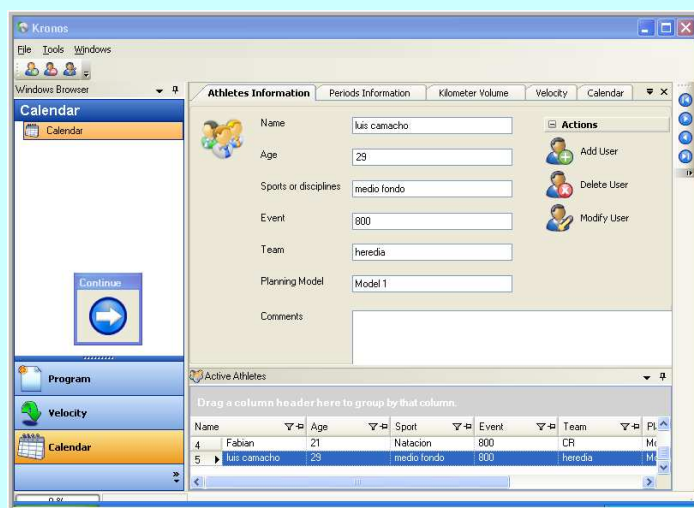 Kronos
File Tools Windows
Windows Browser
Calendar
Calendar
Continue
Program
Velocity
Calendar
»
0 %
Athletes Information Periods Information Kilometer Volume Velocity Calendar
Name luis camacho
Age 29
Sports or disciplines medio fondo
Event 800
Team heredia
Planning Model Model 1
Comments
Actions
Add User
Delete User
Modify User
Active Athletes
Drag a column header here to group by that column.
Name Age Sport Event Team
4 Fabian 21 Natacion 800 CR
5 luis camacho 29 medio fondo 800 heredia